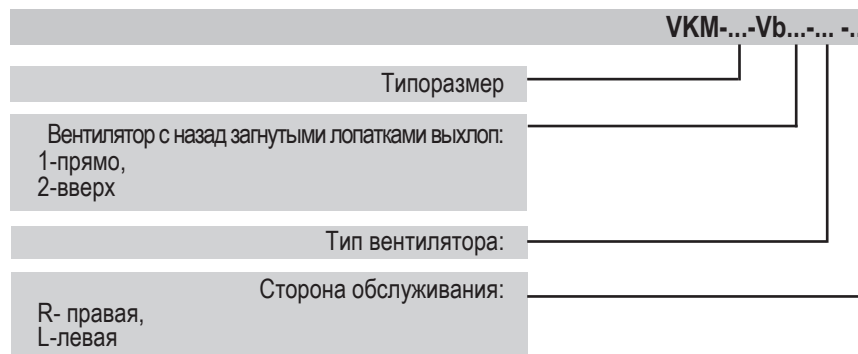 VKM-...-Vb...-... -..
Типоразмер
Вентилятор с назад загнутыми лопатками выхлоп:
1-прямо,
2-вверх
Тип вентилятора:
Сторона обслуживания:
R- правая,
L-левая